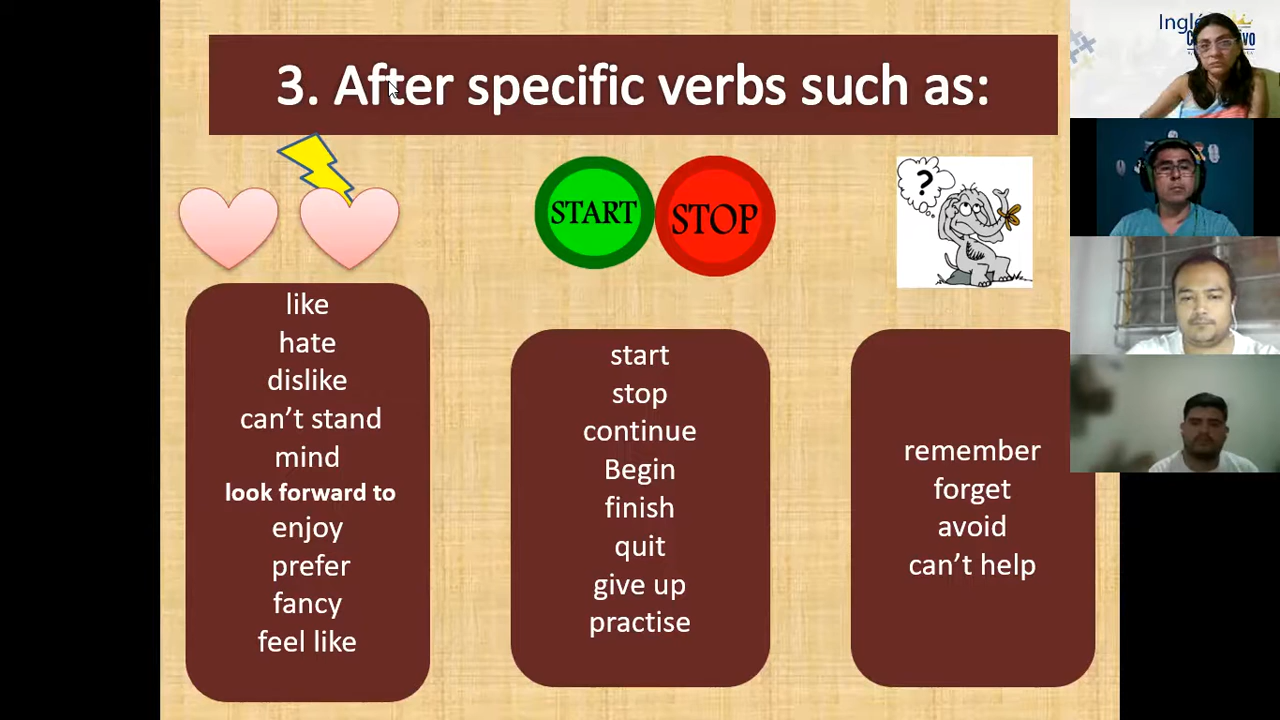 3. After specific verbs such as:
START
STOP
?
like
hate
dislike
can't stand
mind
look forward to
enjoy
prefer
fancy
feel like
start
stop
continue
Begin
finish
quit
give up
practise
remember
forget
avoid
can't help